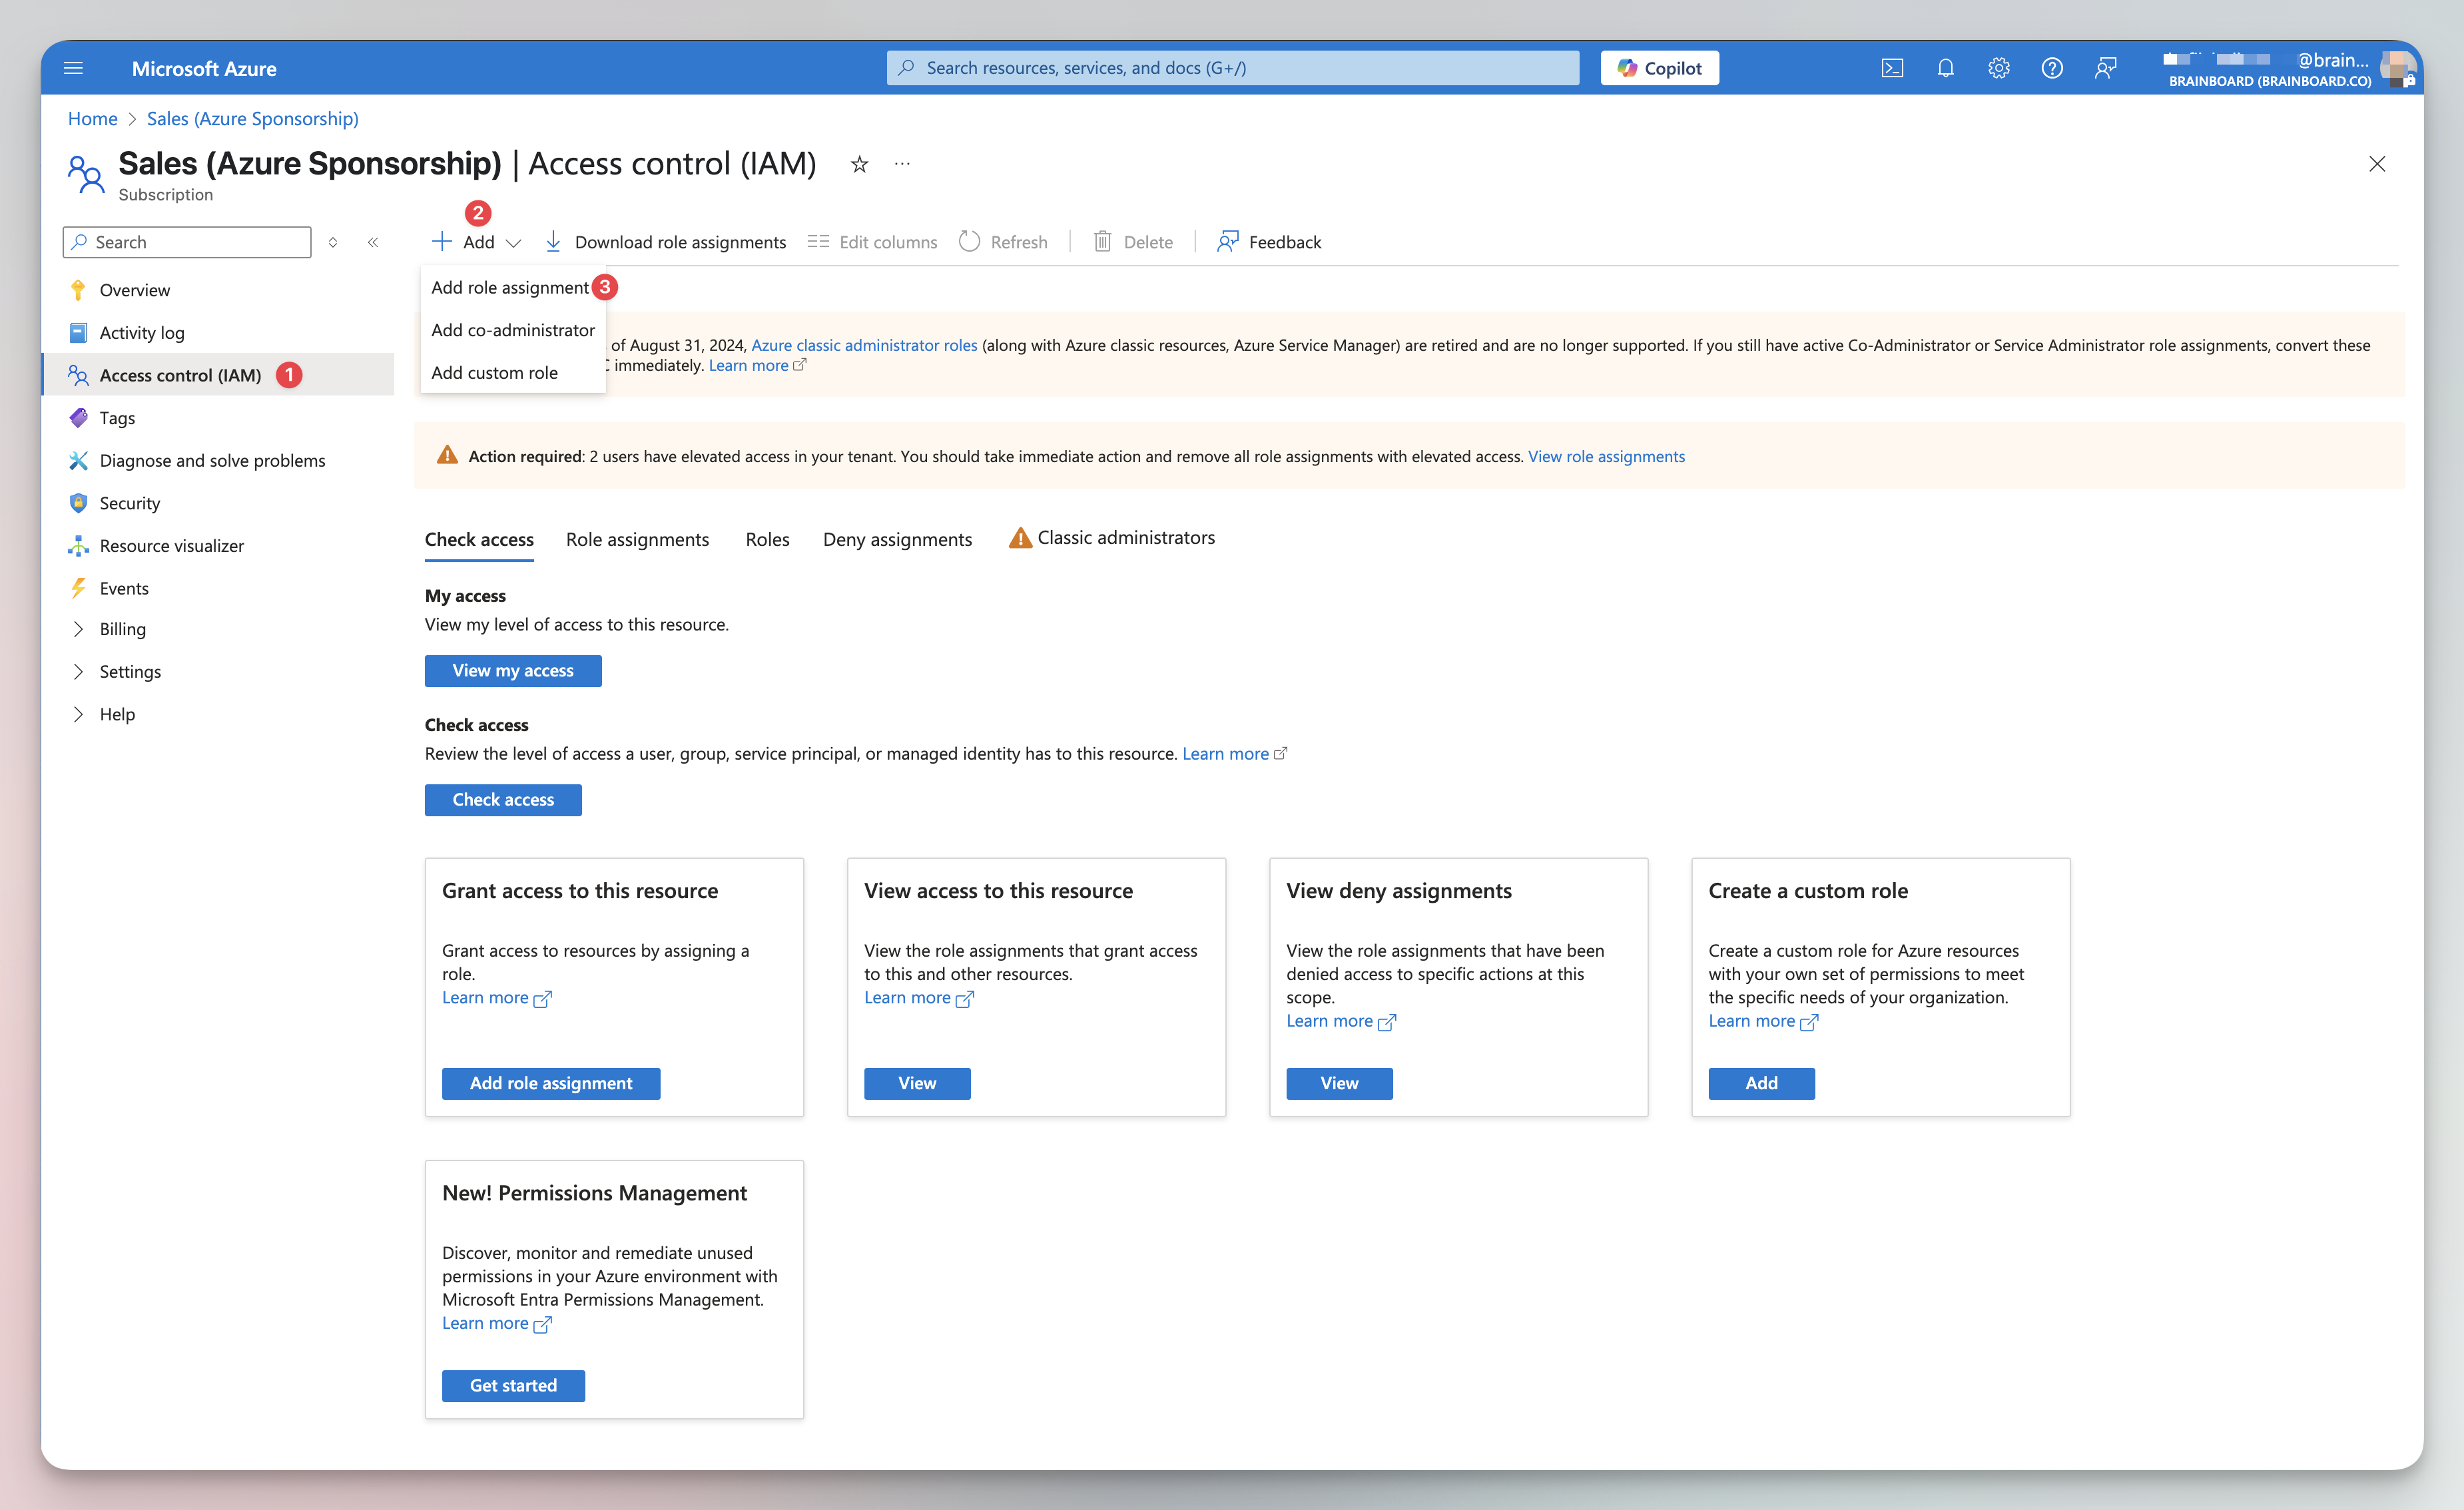 Microsoft Azure
Search resources, services, and docs (G+/)
Copilot
@brain...
BRAINBOARD (BRAINBOARD.CO)
Home > Sales (Azure Sponsorship)
Sales (Azure Sponsorship) | Access control (IAM)
...
Subscription
2
Search
Add
Download role assignments
Edit columns
Refresh
Delete
Feedback
Overview
Activity log
Access control (IAM) 1
Tags
Diagnose and solve problems
Security
Resource visualizer
Events
Billing
Settings
Help
Add role assignment 3
Add co-administrator
Add custom role
of August 31, 2024, Azure classic administrator roles (along with Azure classic resources, Azure Service Manager) are retired and are no longer supported. If you still have active Co-Administrator or Service Administrator role assignments, convert these
immediately. Learn more
Action required: 2 users have elevated access in your tenant. You should take immediate action and remove all role assignments with elevated access. View role assignments
Check access
Role assignments
Roles
Deny assignments
Classic administrators
My access
View my level of access to this resource.
View my access
Check access
Review the level of access a user, group, service principal, or managed identity has to this resource. Learn more
Check access
Grant access to this resource
Grant access to resources by assigning a
role.
Learn more
Add role assignment
View access to this resource
View the role assignments that grant access
to this and other resources.
Learn more
View
View deny assignments
View the role assignments that have been
denied access to specific actions at this
scope.
Learn more
View
Create a custom role
Create a custom role for Azure resources
with your own set of permissions to meet
the specific needs of your organization.
Learn more
Add
New! Permissions Management
Discover, monitor and remediate unused
permissions in your Azure environment with
Microsoft Entra Permissions Management.
Learn more
Get started